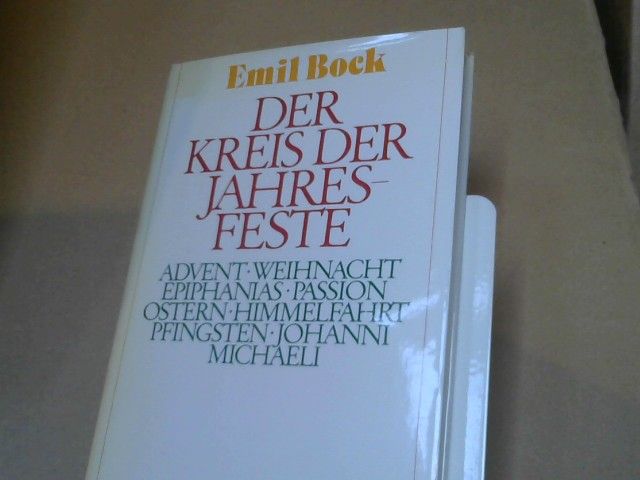 Emil Bock
DER
KREIS DER
JAHRES-
FESTE
ADVENT · WEIHNACHT
EPIPHANIAS · PASSION
OSTERN · HIMMELFAHRT
PFINGSTEN · JOHANNI
MICHAELI